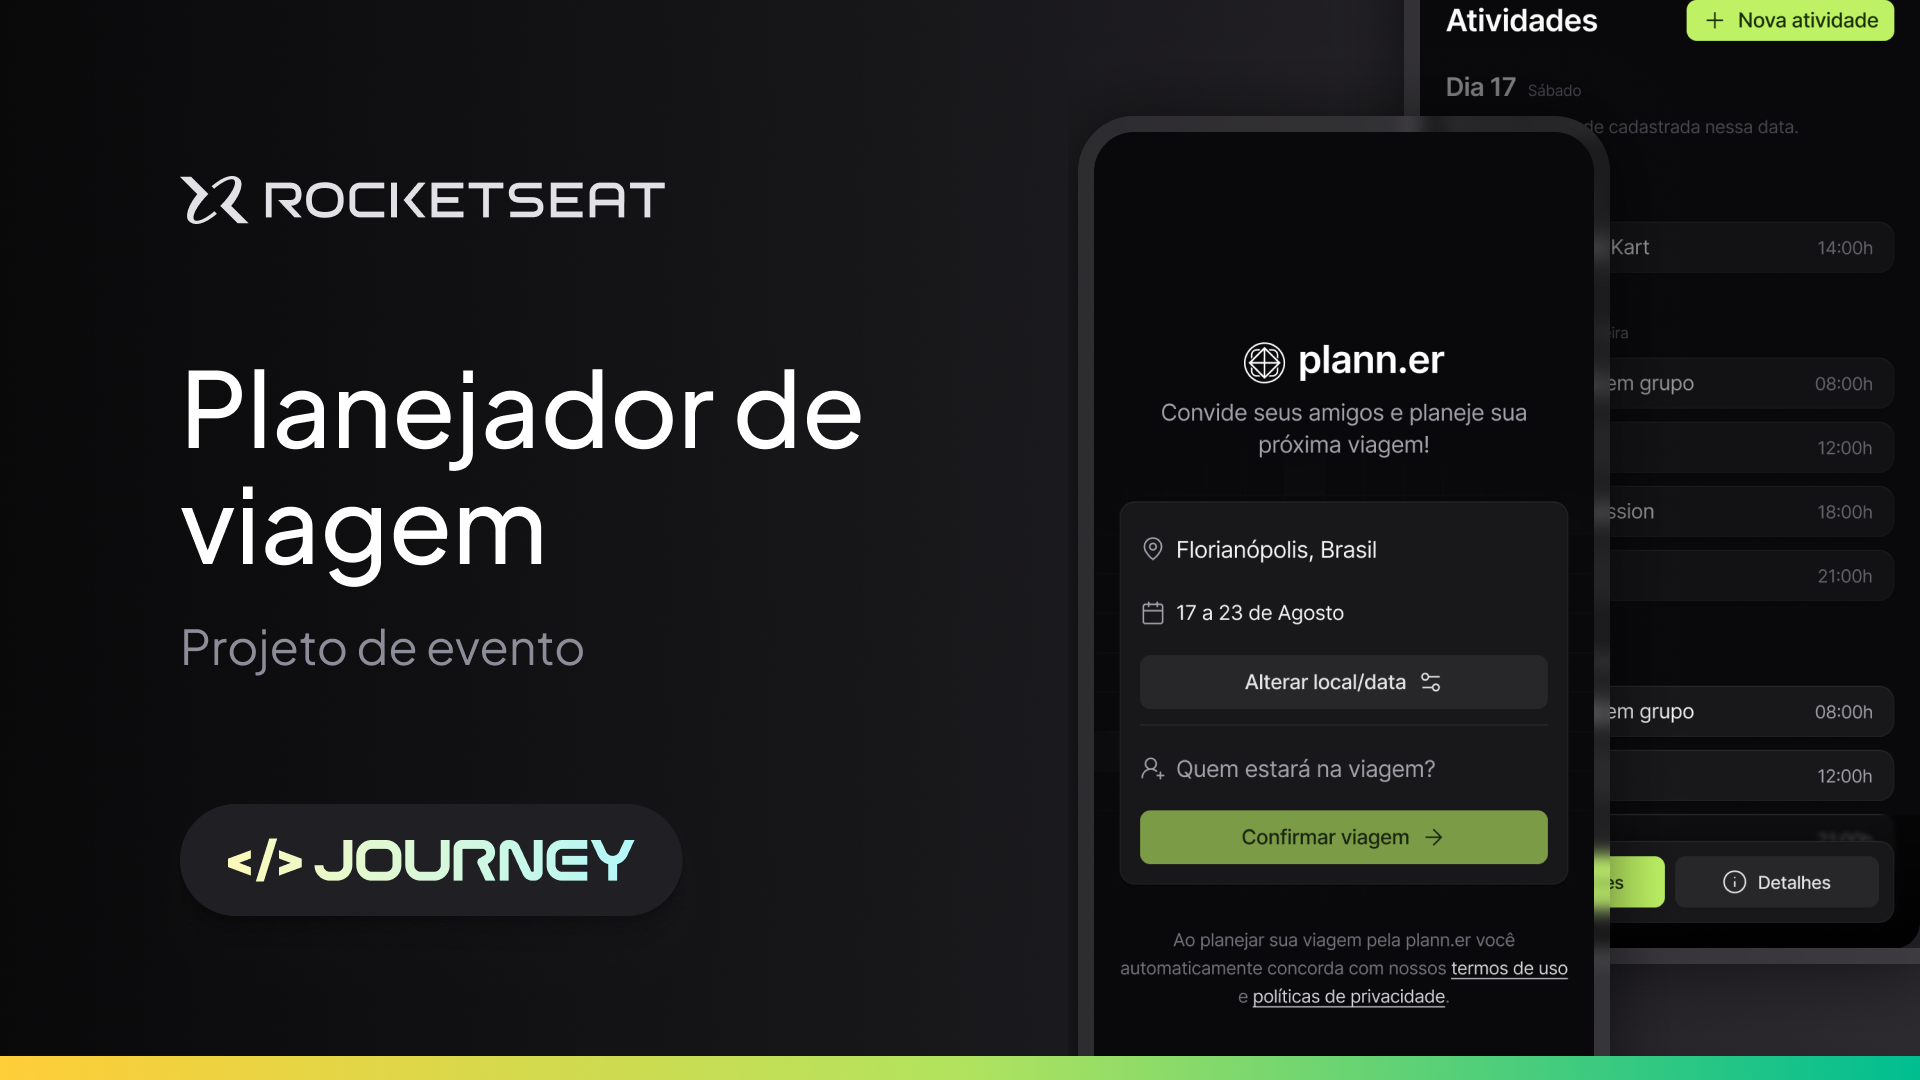 ROCKETSEAT
Planejador de
viagem
Projeto de evento
</> JOURNEY
plann.er
Convide seus amigos e planeje sua
próxima viagem!
Florianópolis, Brasil
17 a 23 de Agosto
Alterar local/data
Quem estará na viagem?
Confirmar viagem
Ao planejar sua viagem pela plann.er você
automaticamente concorda com nossos termos de uso
e políticas de privacidade.
Atividades
+ Nova atividade
Dia 17 Sábado
cadastrada nessa data.
Kart 14:00h
em grupo 08:00h
12:00h
18:00h
21:00h
em grupo 08:00h
12:00h
Detalhes